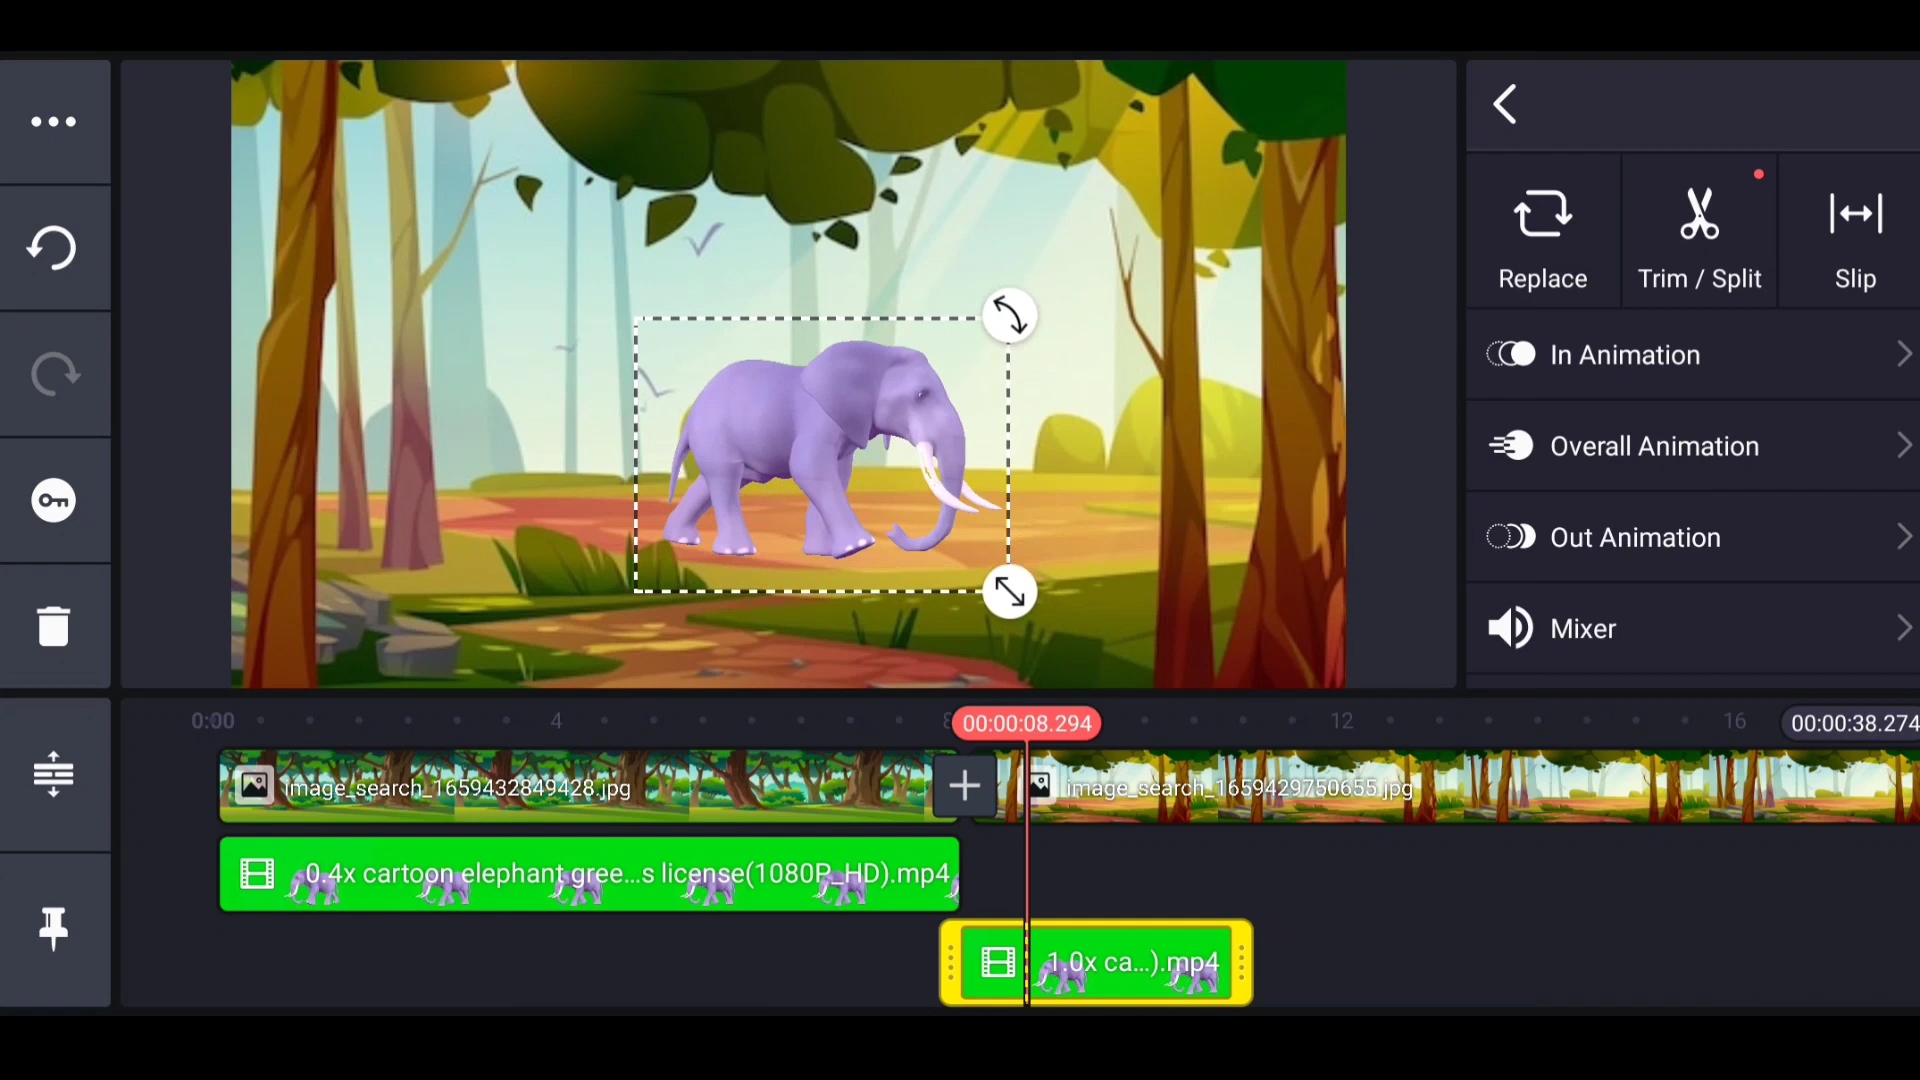 Replace
Trim / Split
Slip
In Animation
Overall Animation
Out Animation
Mixer
0:00
4
8
00:00:08.294
12
16
00:00:38.274
image_search_1659432849428.jpg
image_search_1659429750655.jpg
0.4x cartoon elephant gree...s license(1080P_HD).mp4
1.0x ca...).mp4